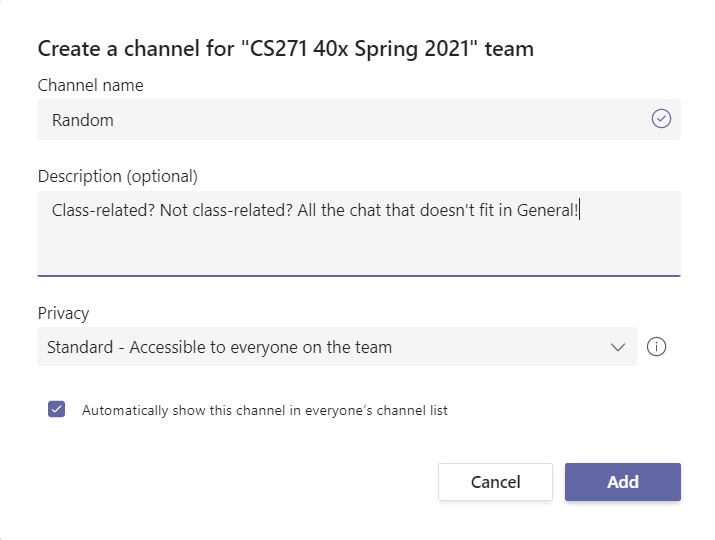 Create a channel for "CS271 40x Spring 2021" team
Channel name
Random
Description (optional)
Class-related? Not class-related? All the chat that doesn't fit in General!
Privacy
Standard - Accessible to everyone on the team
Automatically show this channel in everyone's channel list
Cancel
Add